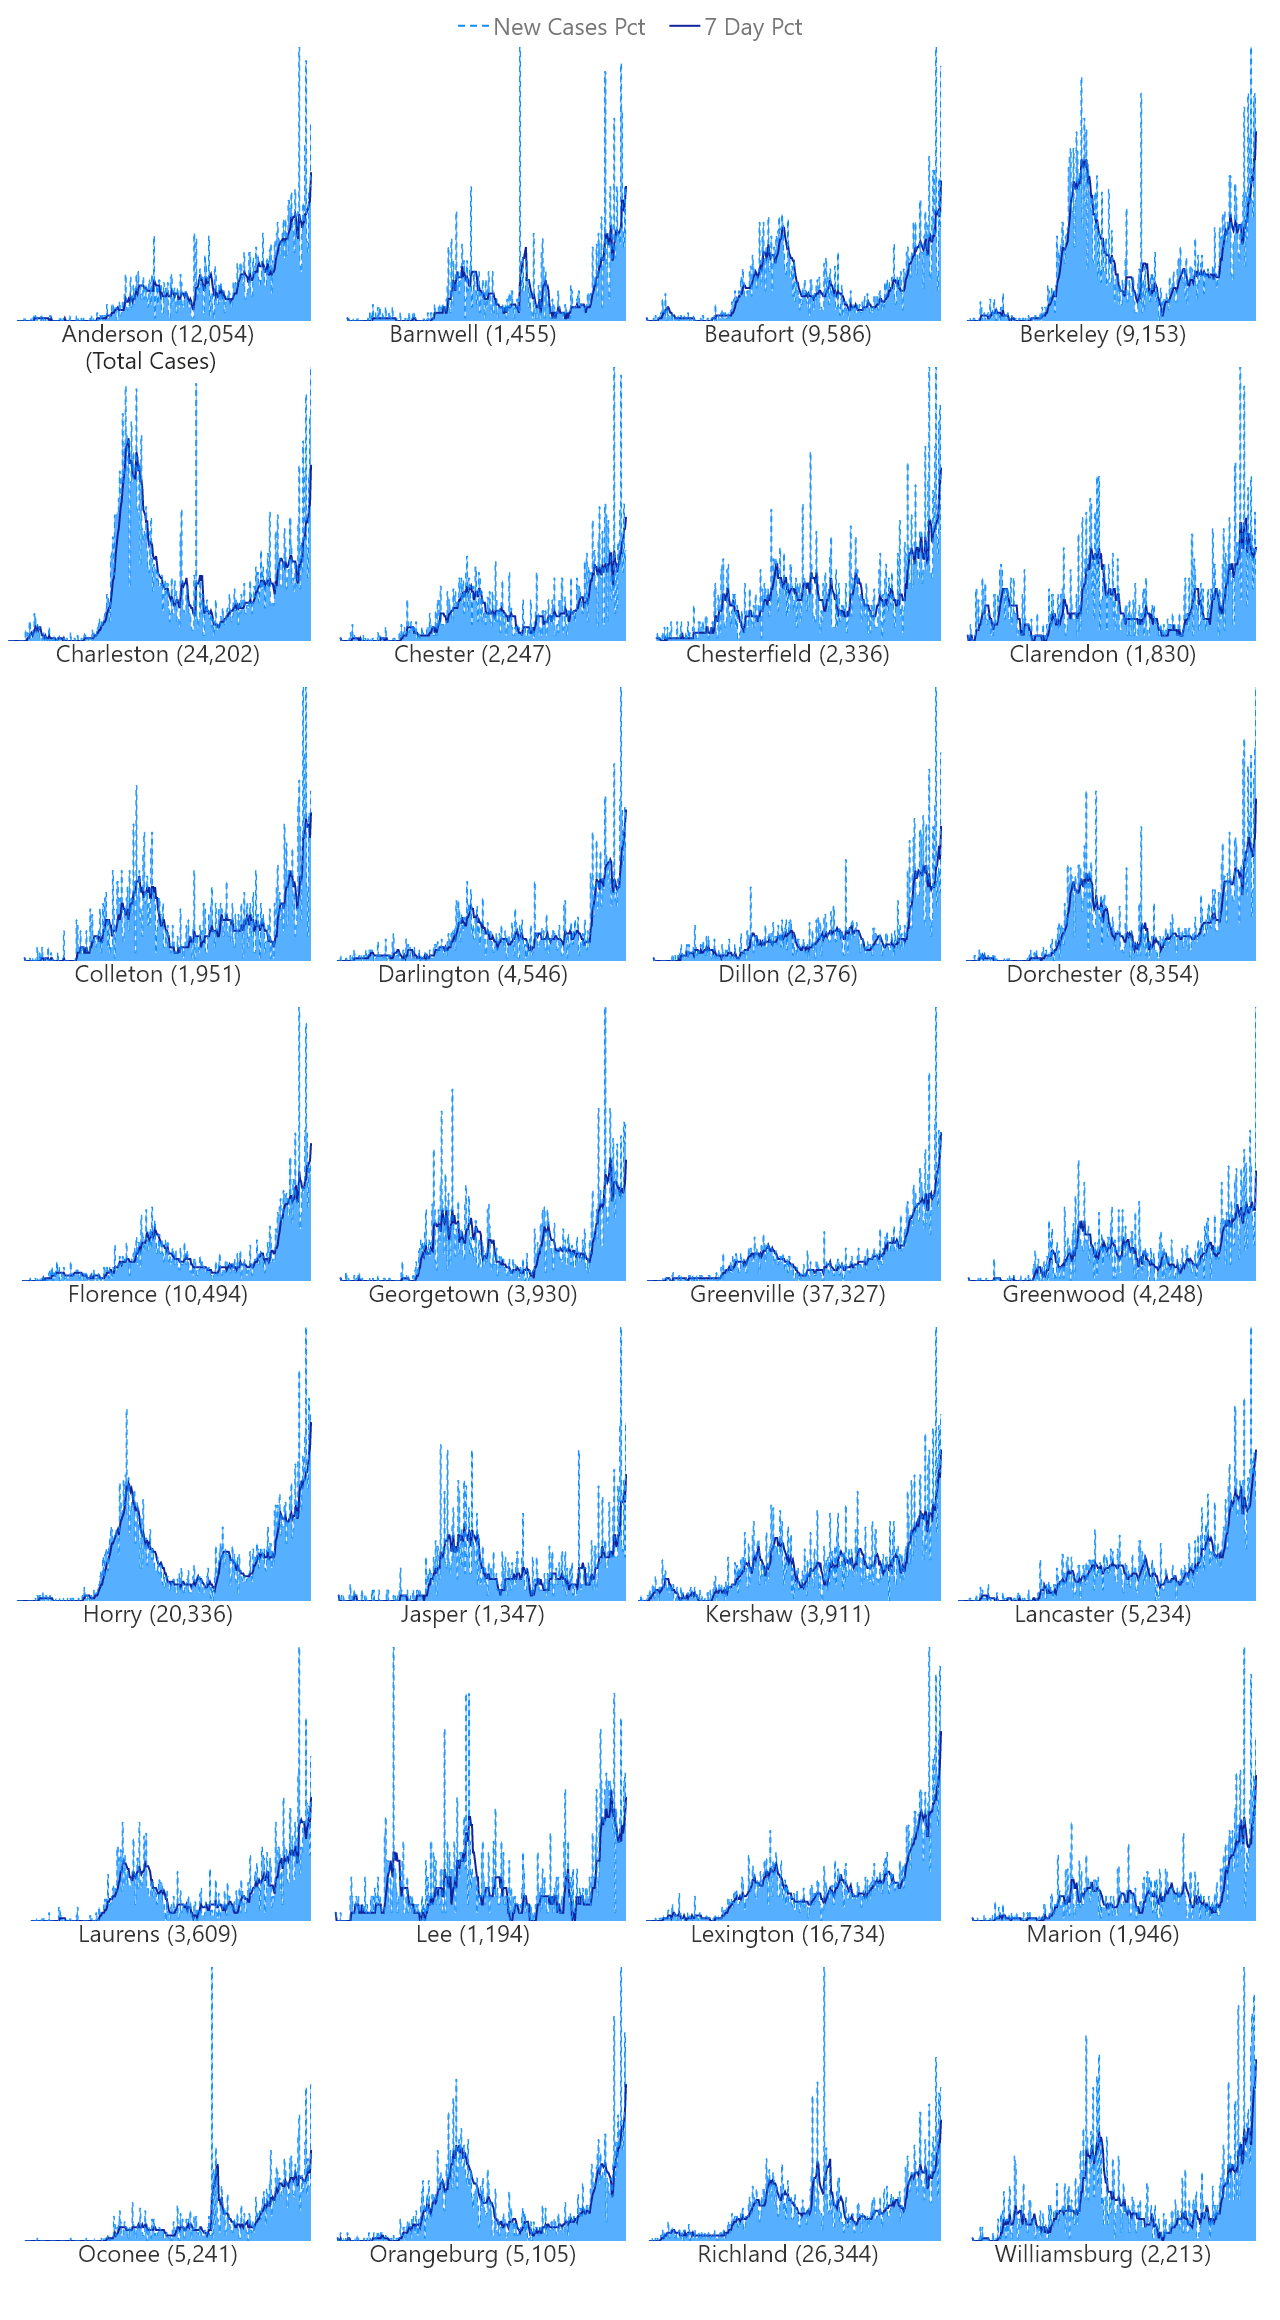 New Cases Pct 7 Day Pct
Anderson (12,054) Barnwell (1,455) Beaufort (9,586) Berkeley (9,153)
(Total Cases)
Charleston (24,202) Chester (2,247) Chesterfield (2,336) Clarendon (1,830)
Colleton (1,951) Darlington (4,546) Dillon (2,376) Dorchester (8,354)
Florence (10,494) Georgetown (3,930) Greenville (37,327) Greenwood (4,248)
Horry (20,336) Jasper (1,347) Kershaw (3,911) Lancaster (5,234)
Laurens (3,609) Lee (1,194) Lexington (16,734) Marion (1,946)
Oconee (5,241) Orangeburg (5,105) Richland (26,344) Williamsburg (2,213)